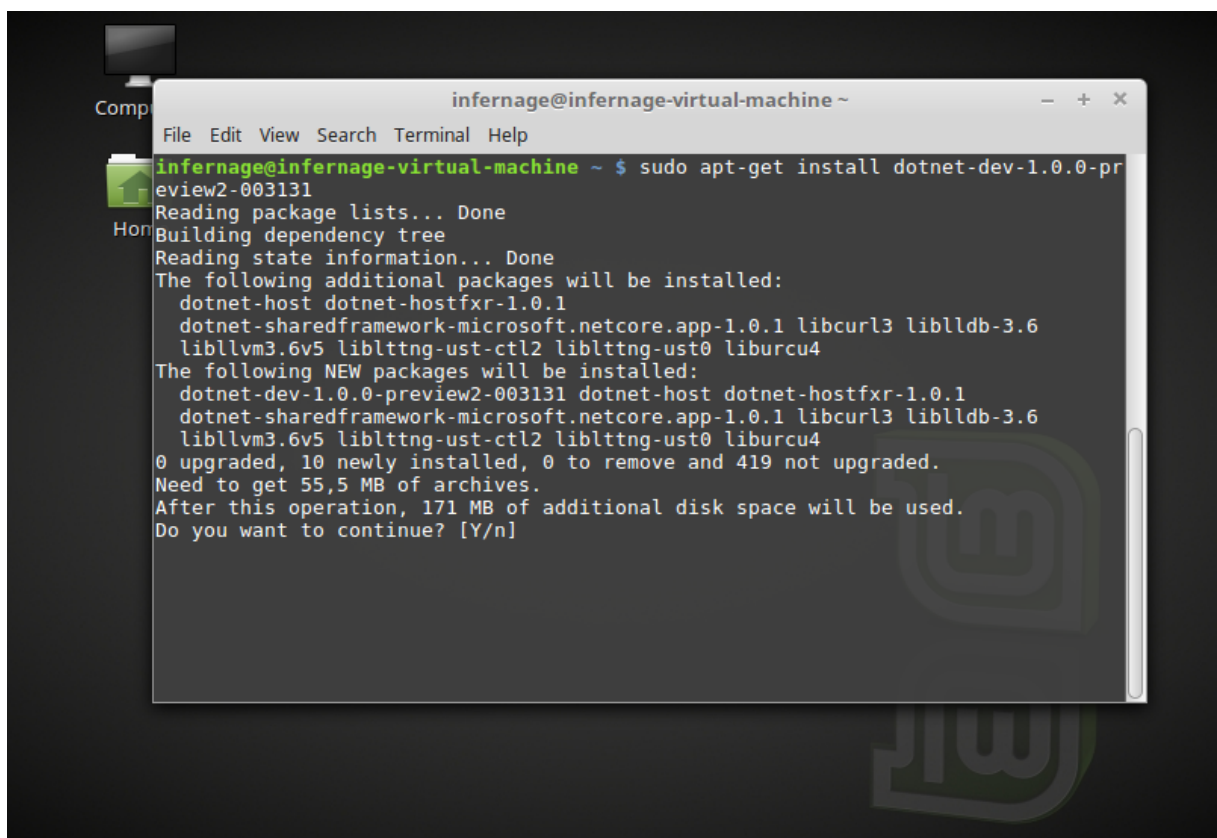 Comp
Hom
infernage@infernage-virtual-machine ~
File Edit View Search Terminal Help
infernage@infernage-virtual-machine ~ $ sudo apt-get install dotnet-dev-1.0.0-pr
eview2-003131
Reading package lists... Done
Building dependency tree
Reading state information... Done
The following additional packages will be installed:
dotnet-host dotnet-hostfxr-1.0.1
dotnet-sharedframework-microsoft.netcore.app-1.0.1 libcurl3 liblldb-3.6
libllvm3.6v5 liblttng-ust-ctl2 liblttng-ust0 liburcu4
The following NEW packages will be installed:
dotnet-dev-1.0.0-preview2-003131 dotnet-host dotnet-hostfxr-1.0.1
dotnet-sharedframework-microsoft.netcore.app-1.0.1 libcurl3 liblldb-3.6
libllvm3.6v5 liblttng-ust-ctl2 liblttng-ust0 liburcu4
0 upgraded, 10 newly installed, 0 to remove and 419 not upgraded.
Need to get 55,5 MB of archives.
After this operation, 171 MB of additional disk space will be used.
Do you want to continue? [Y/n]